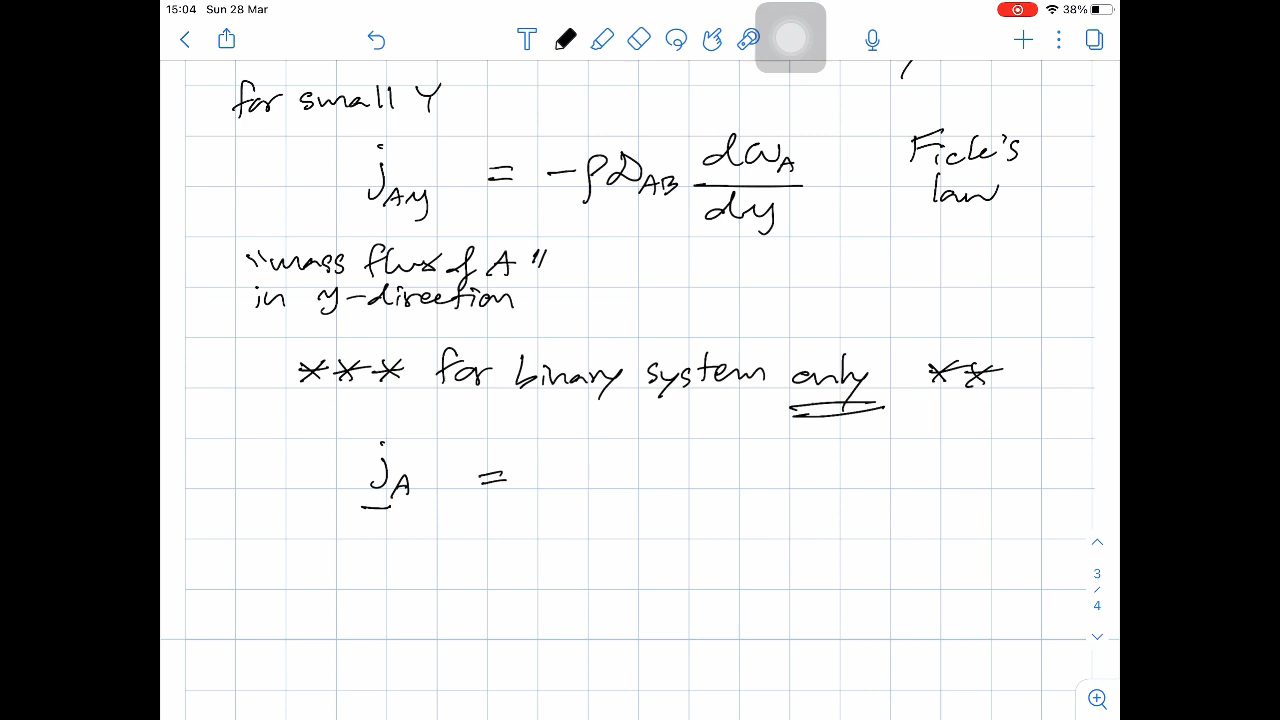 15:04 Sun 28 Mar
38%
T
for small Y
j_Ay = -ρ𝒟_AB dω_A/dy Fick's law
"mass flux of A"
in y-direction
*** for binary system only **
j_A =
3
/
4